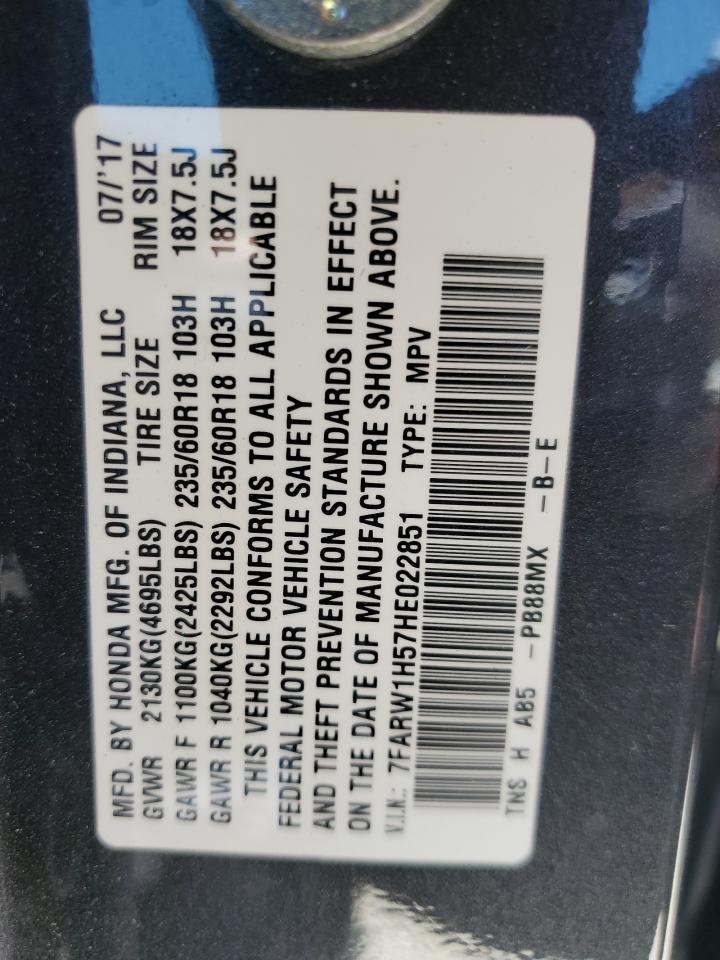 MFD. BY HONDA MFG. OF INDIANA, LLC 07/'17
GVWR 2130KG(4695LBS) TIRE SIZE RIM SIZE
GAWR F 1100KG(2425LBS) 235/60R18 103H 18X7.5J
GAWR R 1040KG(2292LBS) 235/60R18 103H 18X7.5J
THIS VEHICLE CONFORMS TO ALL APPLICABLE
FEDERAL MOTOR VEHICLE SAFETY
AND THEFT PREVENTION STANDARDS IN EFFECT
ON THE DATE OF MANUFACTURE SHOWN ABOVE.
V.I.N.: 7FARW1H57HE022851 TYPE: MPV
TNS H AB5 -PB88MX -B-E